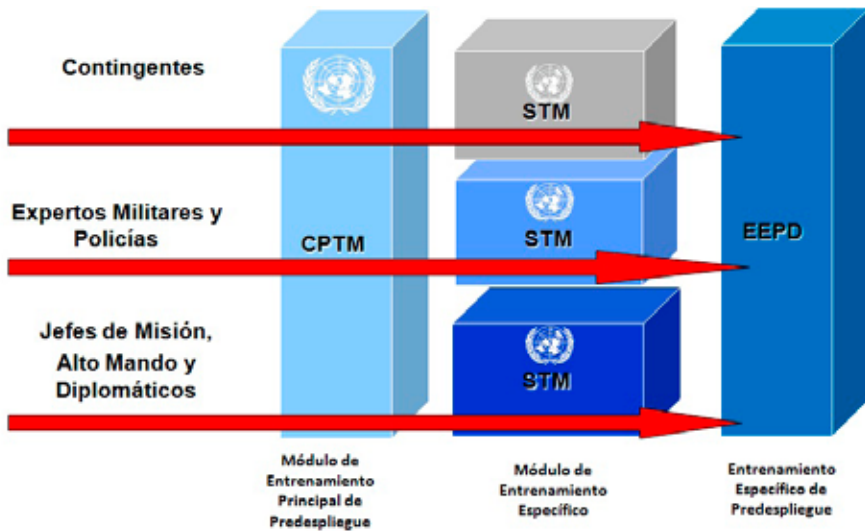 Contingentes
STM
Expertos Militares y
Policías
CPTM
STM
EEPD
Jefes de Misión,
Alto Mando y
Diplomáticos
STM
Módulo de
Entrenamiento
Principal de
Predespliegue
Módulo de
Entrenamiento
Específico
Entrenamiento
Específico de
Predespliegue